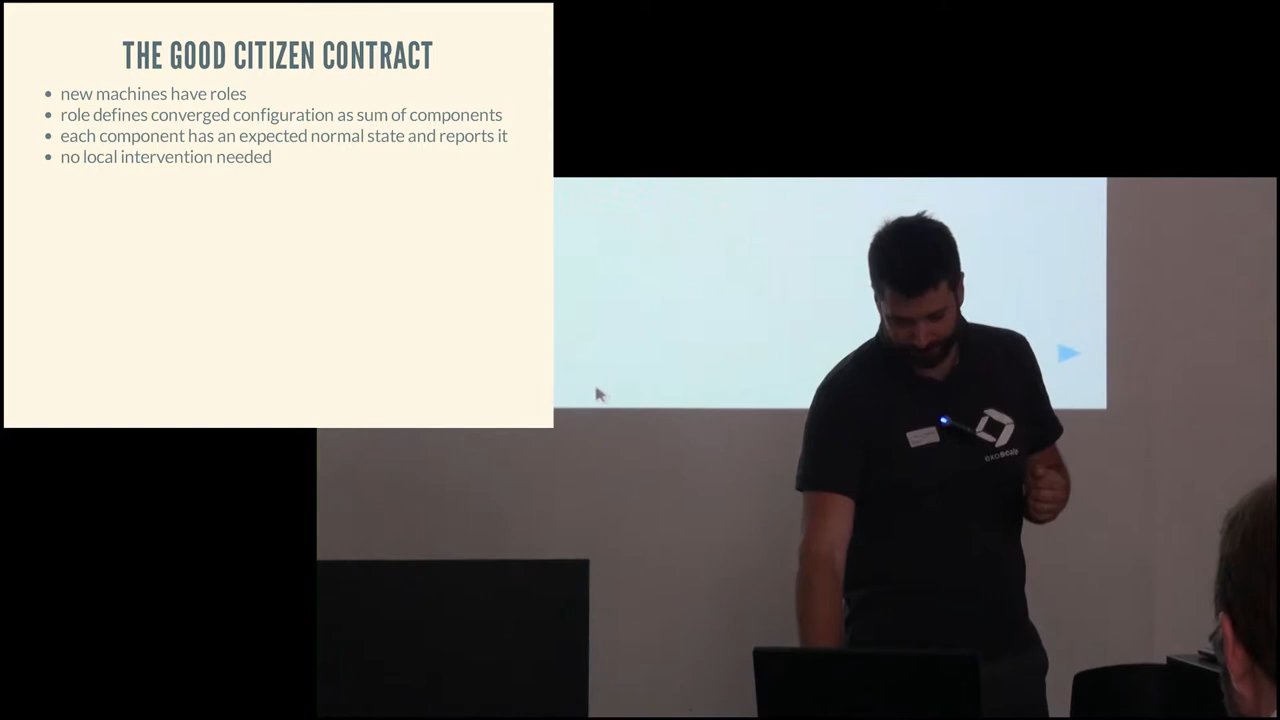 THE GOOD CITIZEN CONTRACT
new machines have roles
role defines converged configuration as sum of components
each component has an expected normal state and reports it
no local intervention needed
exoscale